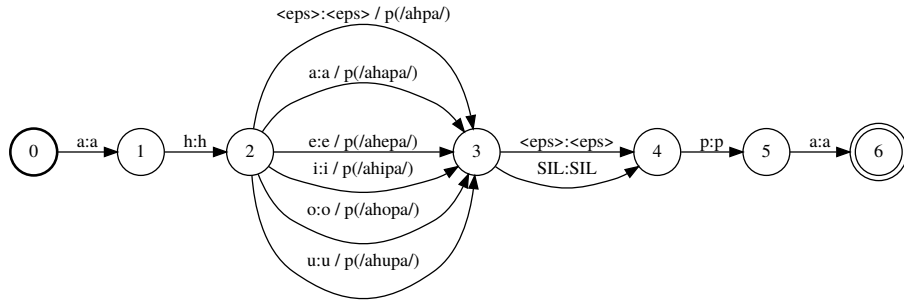 <eps>:<eps> / p(/ahpa/)
a:a / p(/ahapa/)
0 a:a 1 h:h 2 e:e / p(/ahepa/) 3 <eps>:<eps> 4 p:p 5 a:a 6
i:i / p(/ahipa/) SIL:SIL
o:o / p(/ahopa/)
u:u / p(/ahupa/)